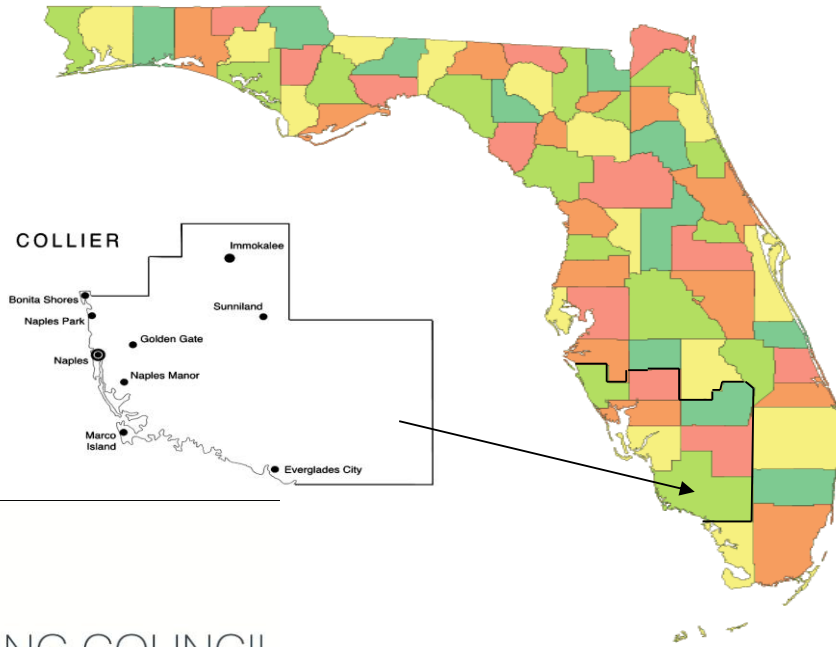 COLLIER
Immokalee
Bonita Shores
Sunniland
Naples Park
Golden Gate
Naples
Naples Manor
Marco
Island
Everglades City